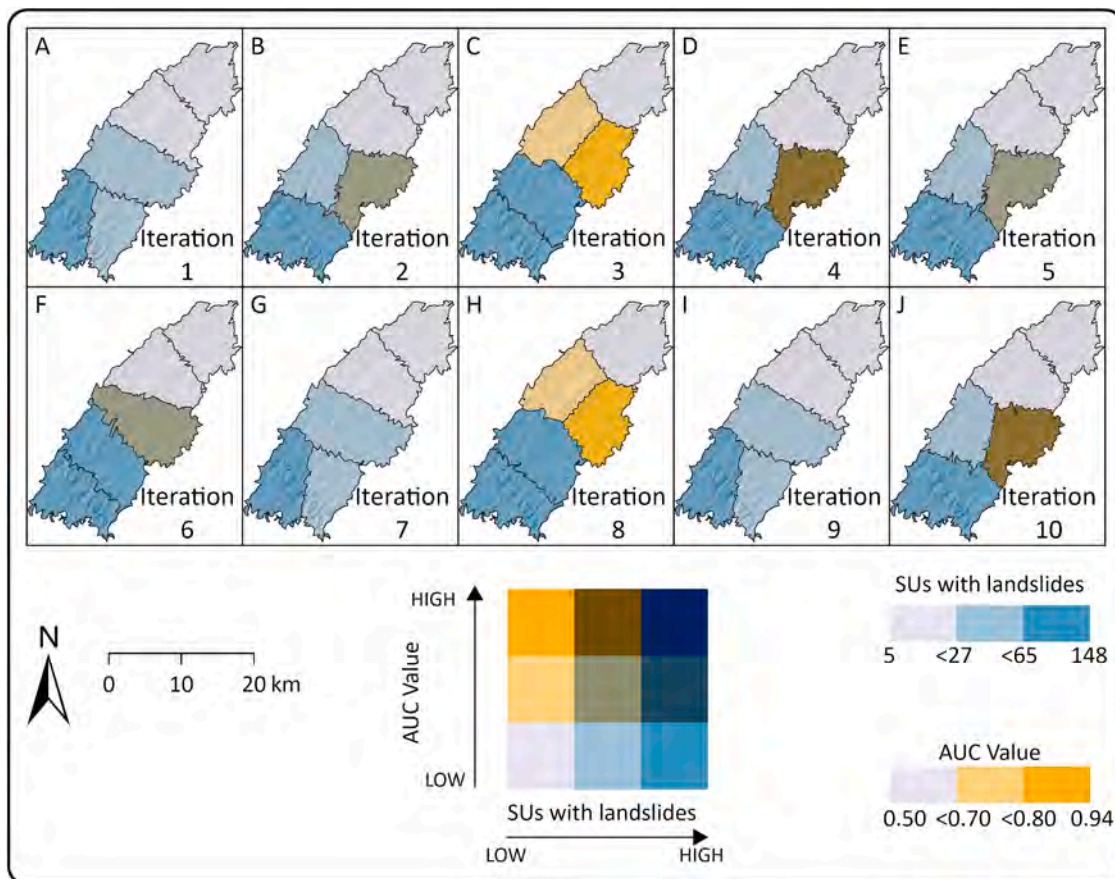 A B C D E
Iteration Iteration Iteration Iteration Iteration
1 2 3 4 5
F G H I J
Iteration Iteration Iteration Iteration Iteration
6 7 8 9 10
N
0 10 20 km
HIGH
AUC Value
LOW
SUs with landslides
LOW HIGH
SUs with landslides
5 <27 <65 148
AUC Value
0.50 <0.70 <0.80 0.94